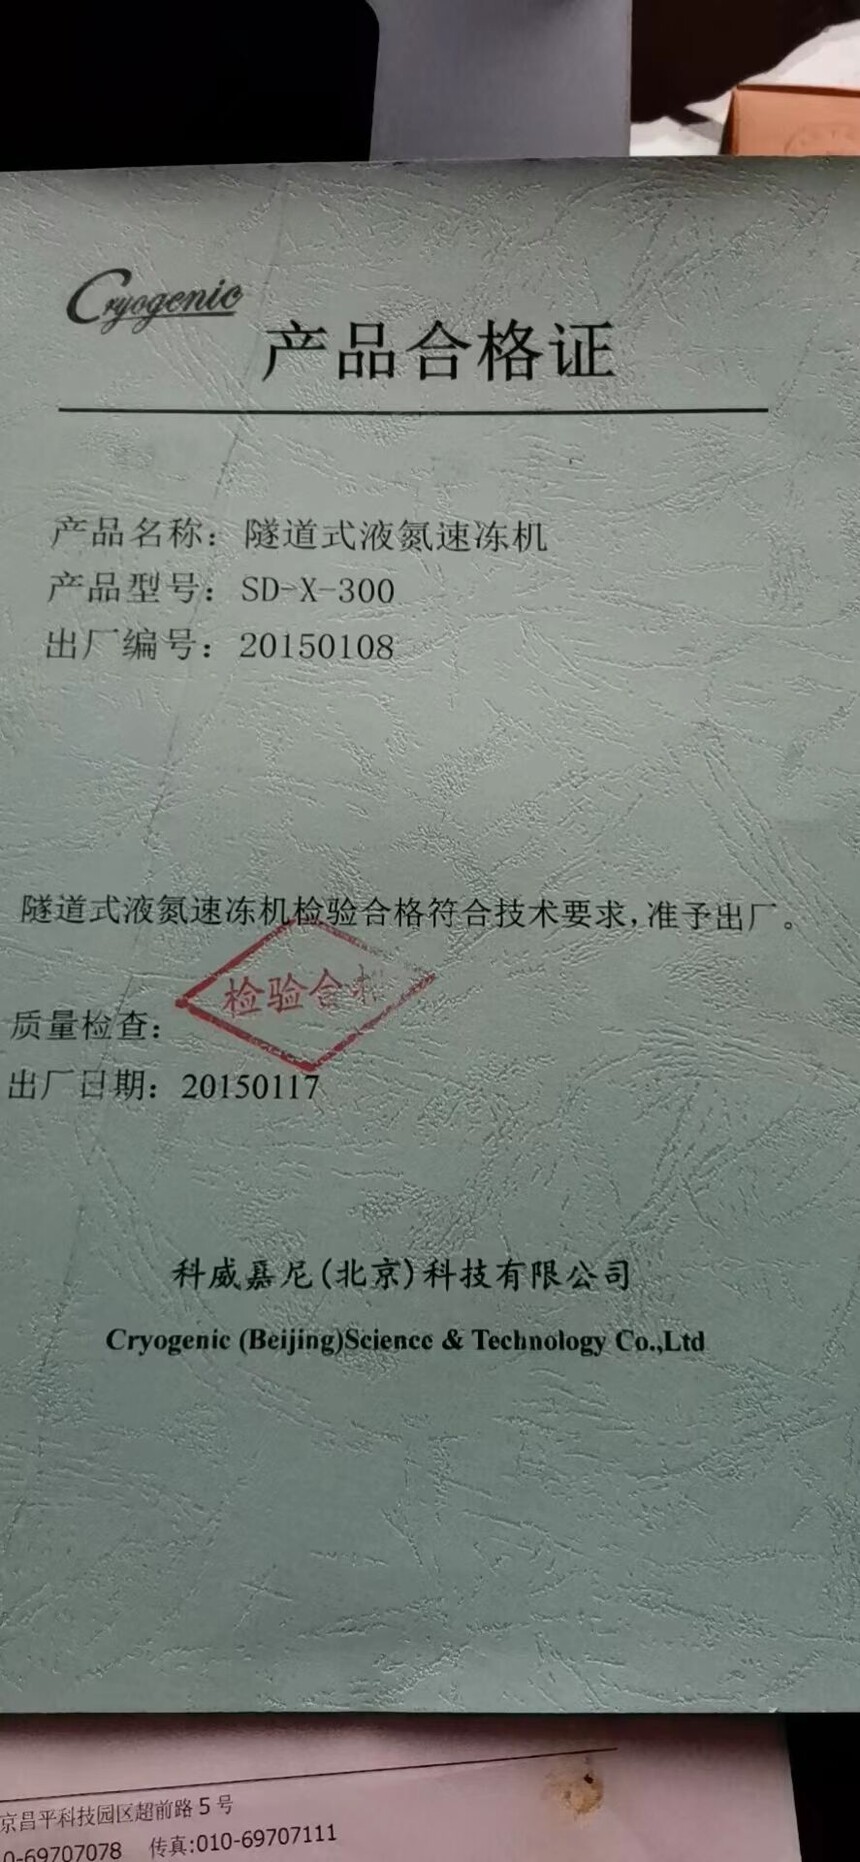 Cryogenic
产品合格证
产品名称：隧道式液氮速冻机
产品型号：SD-X-300
出厂编号：20150108
隧道式液氮速冻机检验合格符合技术要求，准予出厂。
检验合格
质量检查：
出厂日期：20150117
科威嘉尼(北京)科技有限公司
Cryogenic (Beijing)Science & Technology Co.,Ltd
京昌平科技园区超前路5号
0-69707078 传真:010-69707111